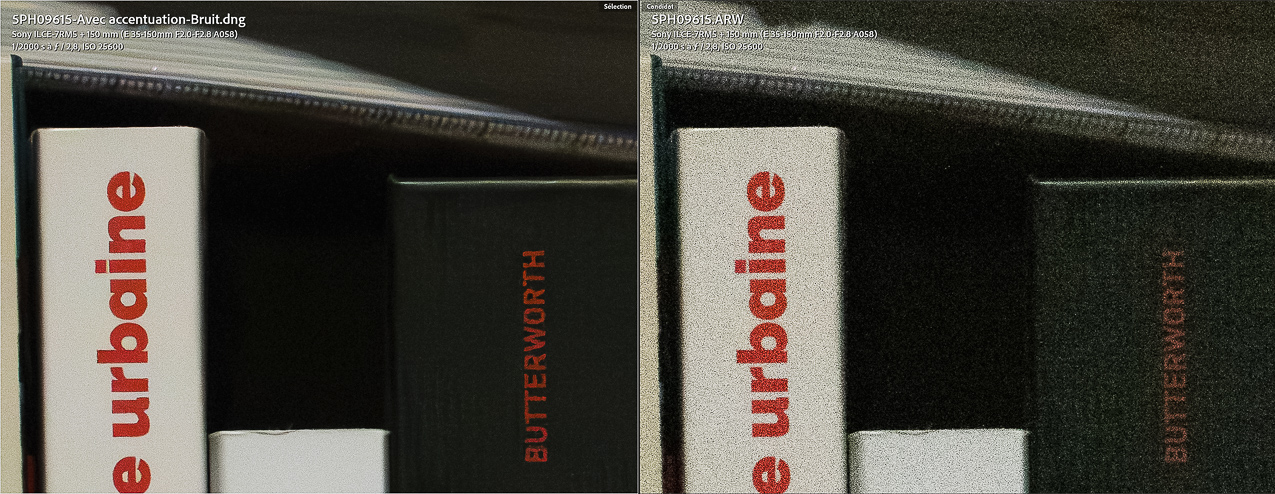 SPH09615-Avec accentuation-Bruit.dng
Sony ILCE-7RM5 + 150 mm (E 35-150mm F2.0-F2.8 A058)
1/2000 s à f / 2,8, ISO 25600
Sélection
e urbaine
BUTTERWORTH
Candidat
SPH09615.ARW
Sony ILCE-7RM5 + 150 mm (E 35-150mm F2.0-F2.8 A058)
1/2000 s à f / 2,8, ISO 25600
e urbaine
BUTTERWORTH